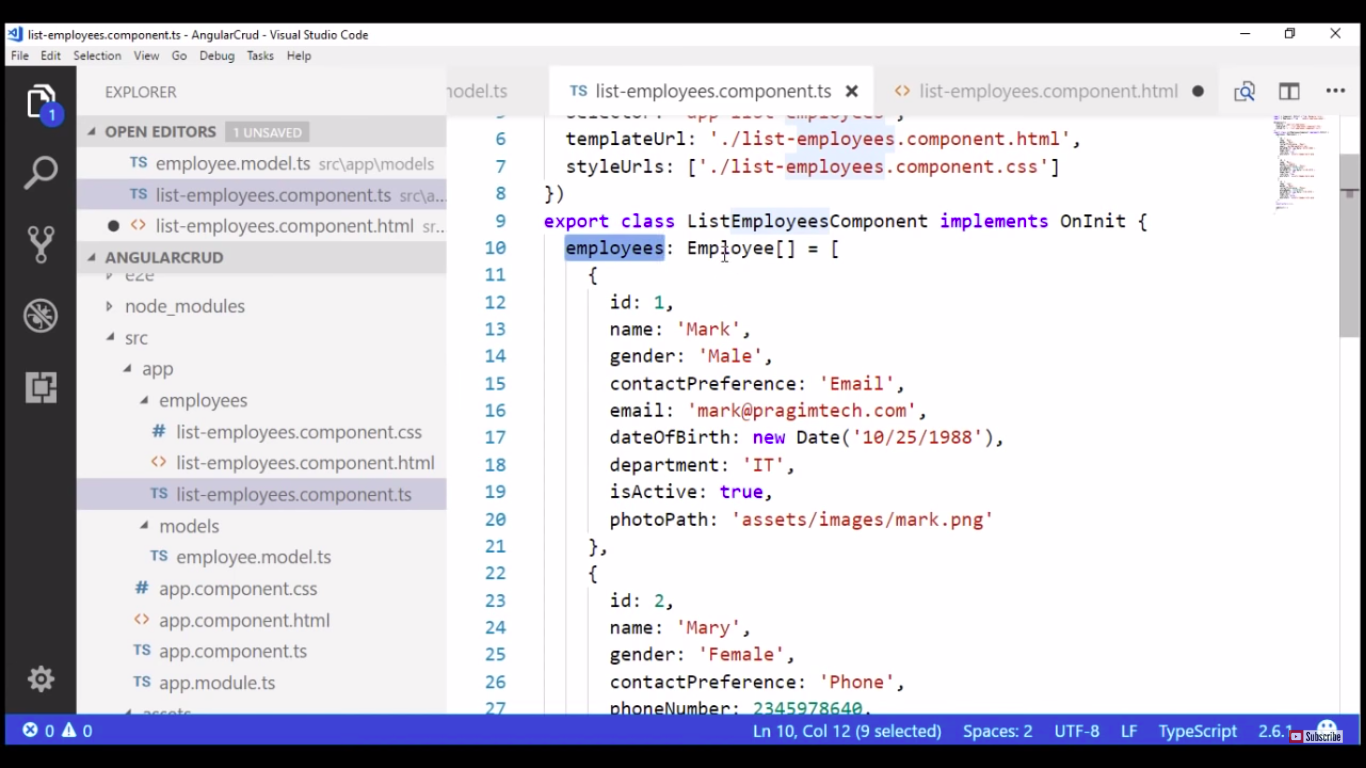 list-employees.component.ts - AngularCrud - Visual Studio Code
File Edit Selection View Go Debug Tasks Help
1
EXPLORER
OPEN EDITORS 1 UNSAVED
TS employee.model.ts src\app\models
TS list-employees.component.ts src\a...
<> list-employees.component.html sr...
ANGULARCRUD
e2e
node_modules
src
app
employees
# list-employees.component.css
<> list-employees.component.html
TS list-employees.component.ts
models
TS employee.model.ts
# app.component.css
<> app.component.html
TS app.component.ts
TS app.module.ts
assets
nodel.ts TS list-employees.component.ts <> list-employees.component.html
5 selector: 'app-list-employees',
6 templateUrl: './list-employees.component.html',
7 styleUrls: ['./list-employees.component.css']
8 })
9 export class ListEmployeesComponent implements OnInit {
10 employees: Employee[] = [
11 {
12 id: 1,
13 name: 'Mark',
14 gender: 'Male',
15 contactPreference: 'Email',
16 email: 'mark@pragimtech.com',
17 dateOfBirth: new Date('10/25/1988'),
18 department: 'IT',
19 isActive: true,
20 photoPath: 'assets/images/mark.png'
21 },
22 {
23 id: 2,
24 name: 'Mary',
25 gender: 'Female',
26 contactPreference: 'Phone',
27 phoneNumber: 2345978640,
0 0 Ln 10, Col 12 (9 selected) Spaces: 2 UTF-8 LF TypeScript 2.6.1
Subscribe